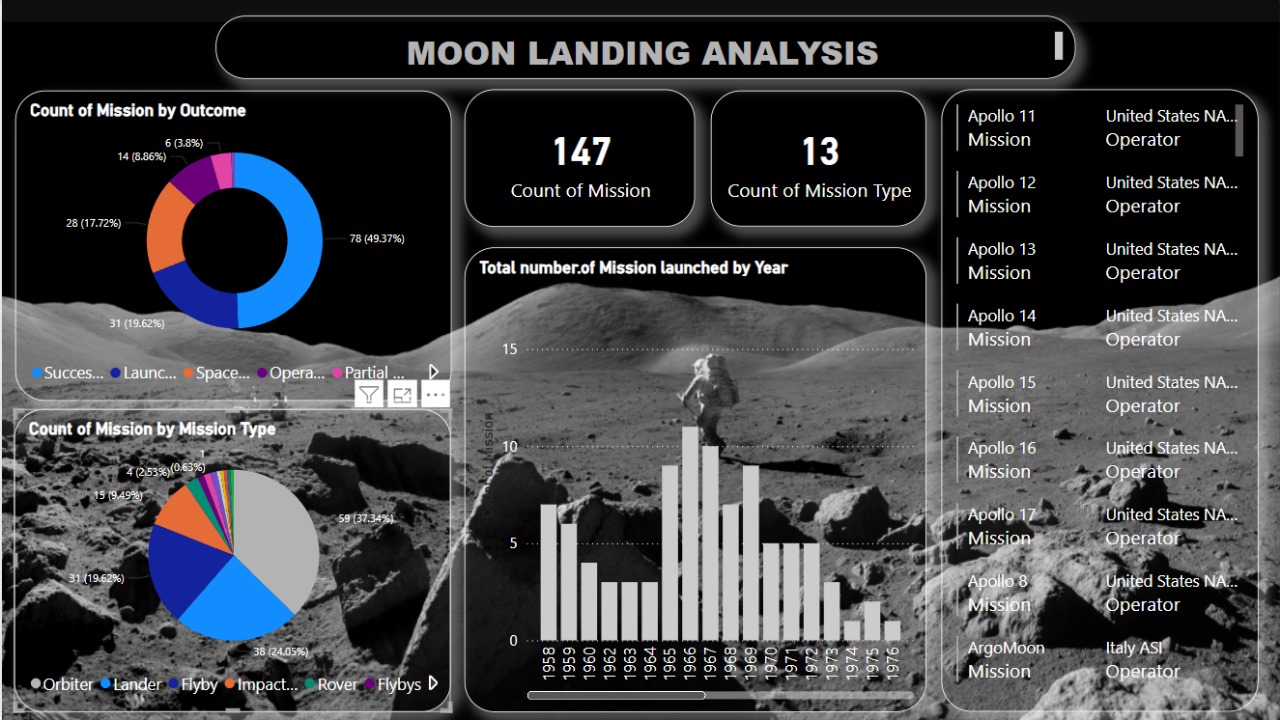 MOON LANDING ANALYSIS
Count of Mission by Outcome
6 (3.8%)
14 (8.86%)
28 (17.72%)
78 (49.37%)
31 (19.62%)
Succes... Launc... Space... Opera... Partial ...
147
Count of Mission
13
Count of Mission Type
Count of Mission by Mission Type
1
(0.63%)
4 (2.53%)
15 (9.49%)
59 (37.34%)
31 (19.62%)
38 (24.05%)
Orbiter Lander Flyby Impact... Rover Flybys
Total number.of Mission launched by Year
15
10
5
0
Mission
1958 1959 1960 1962 1963 1964 1965 1966 1967 1968 1969 1970 1971 1972 1973 1974 1975 1976
Apollo 11 United States NA...
Mission Operator
Apollo 12 United States NA...
Mission Operator
Apollo 13 United States NA...
Mission Operator
Apollo 14 United States NA...
Mission Operator
Apollo 15 United States NA...
Mission Operator
Apollo 16 United States NA...
Mission Operator
Apollo 17 United States NA...
Mission Operator
Apollo 8 United States NA...
Mission Operator
ArgoMoon Italy ASI
Mission Operator